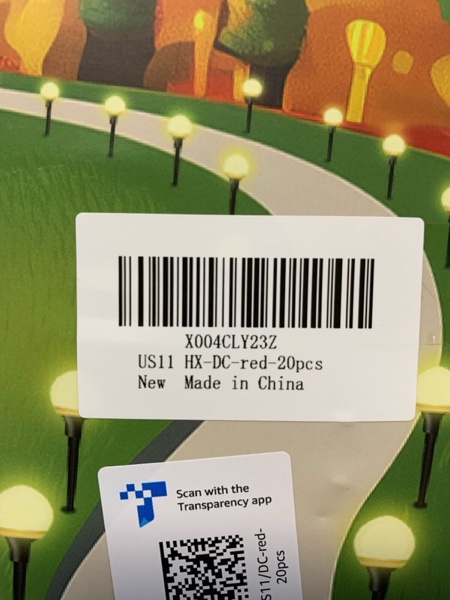 X004CLY23Z
US11 HX-DC-red-20pcs
New Made in China
Scan with the
Transparency app
S11/DC-red-
20pcs